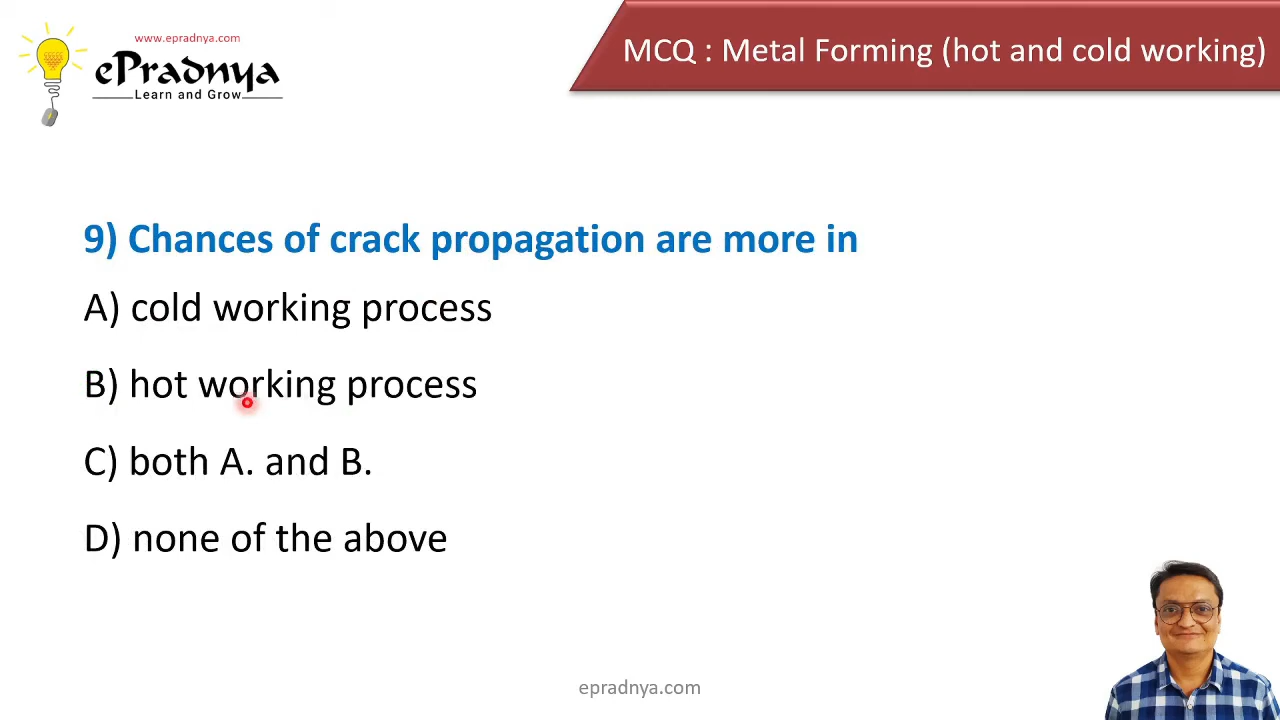 www.epradnya.com
ePradnya
Learn and Grow
MCQ : Metal Forming (hot and cold working)
9) Chances of crack propagation are more in
A) cold working process
B) hot working process
C) both A. and B.
D) none of the above
epradnya.com